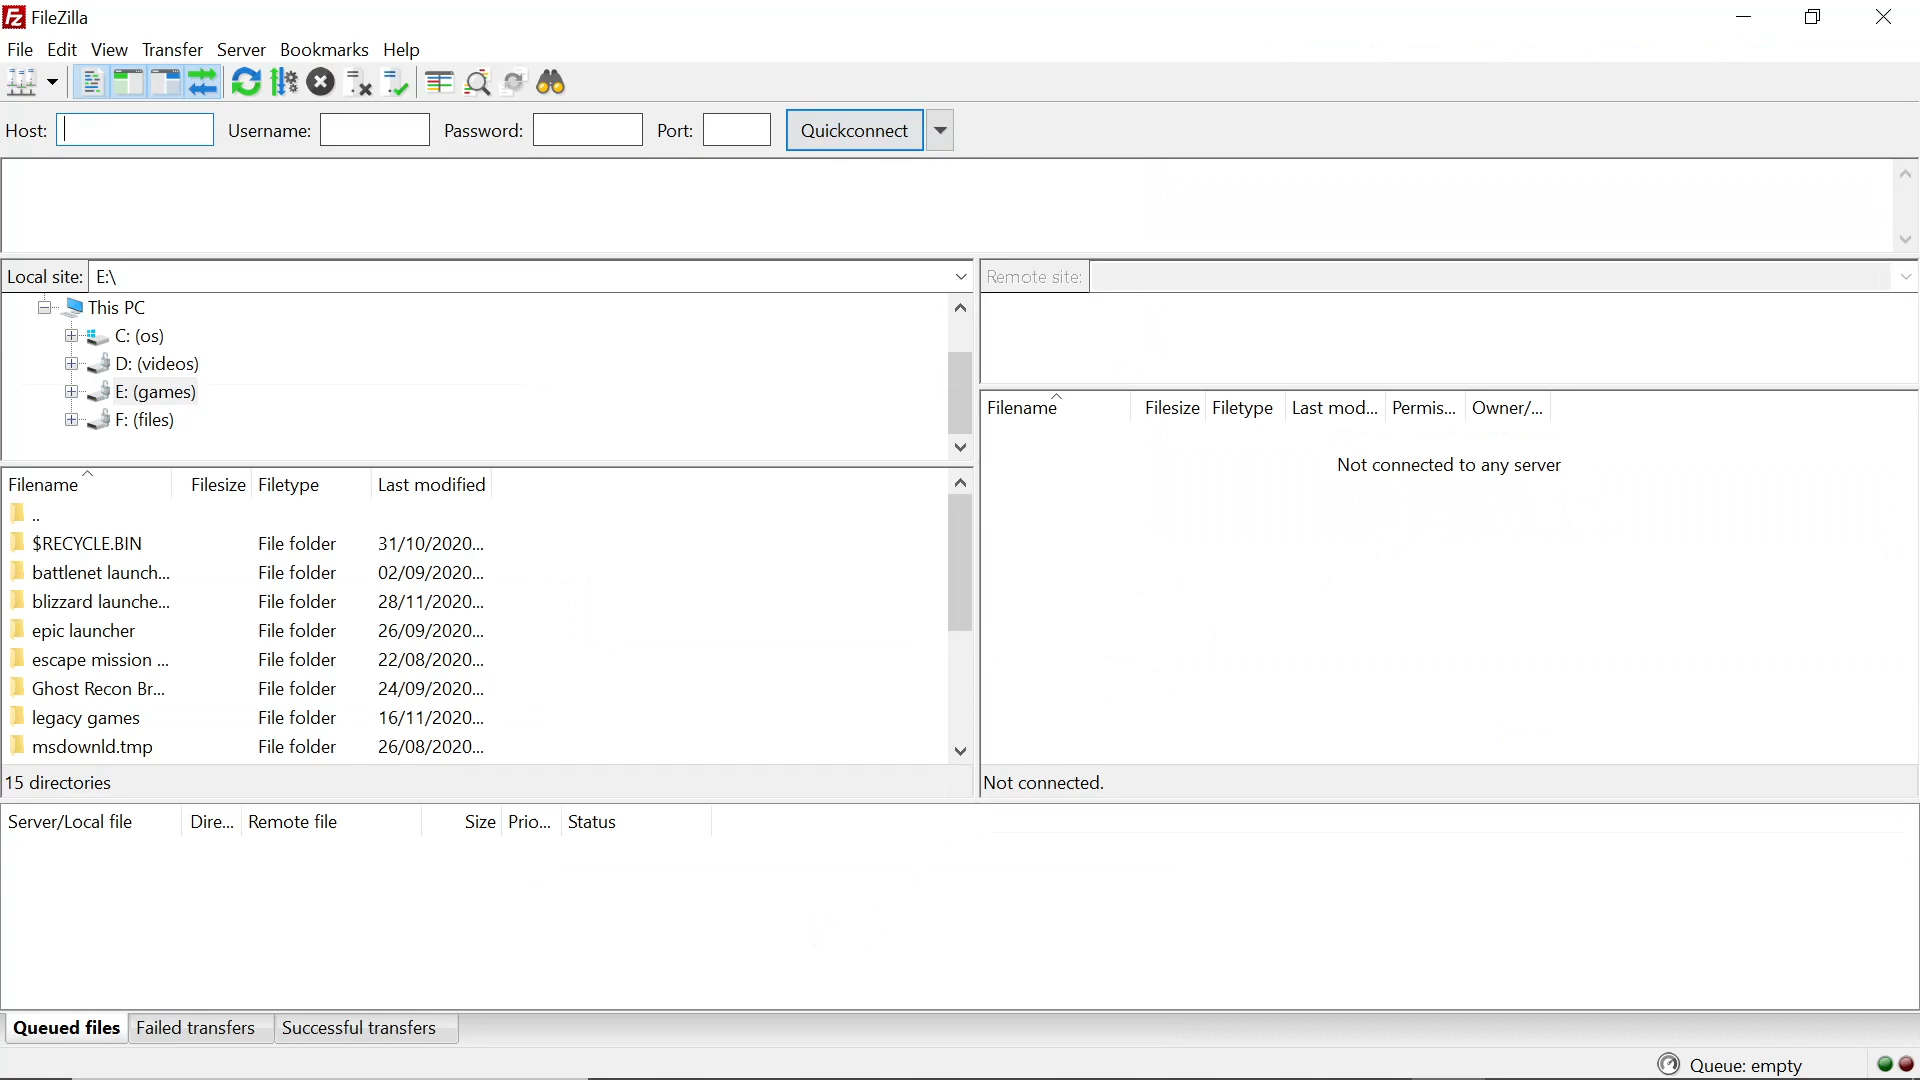 FileZilla
File Edit View Transfer Server Bookmarks Help
Host: Username: Password: Port: Quickconnect
Local site: E:\
This PC
C: (os)
D: (videos)
E: (games)
F: (files)
Filename Filesize Filetype Last modified
..
$RECYCLE.BIN File folder 31/10/2020...
battlenet launch... File folder 02/09/2020...
blizzard launche... File folder 28/11/2020...
epic launcher File folder 26/09/2020...
escape mission ... File folder 22/08/2020...
Ghost Recon Br... File folder 24/09/2020...
legacy games File folder 16/11/2020...
msdownld.tmp File folder 26/08/2020...
15 directories
Remote site:
Filename Filesize Filetype Last mod... Permis... Owner/...
Not connected to any server
Not connected.
Server/Local file Dire... Remote file Size Prio... Status
Queued files Failed transfers Successful transfers
Queue: empty